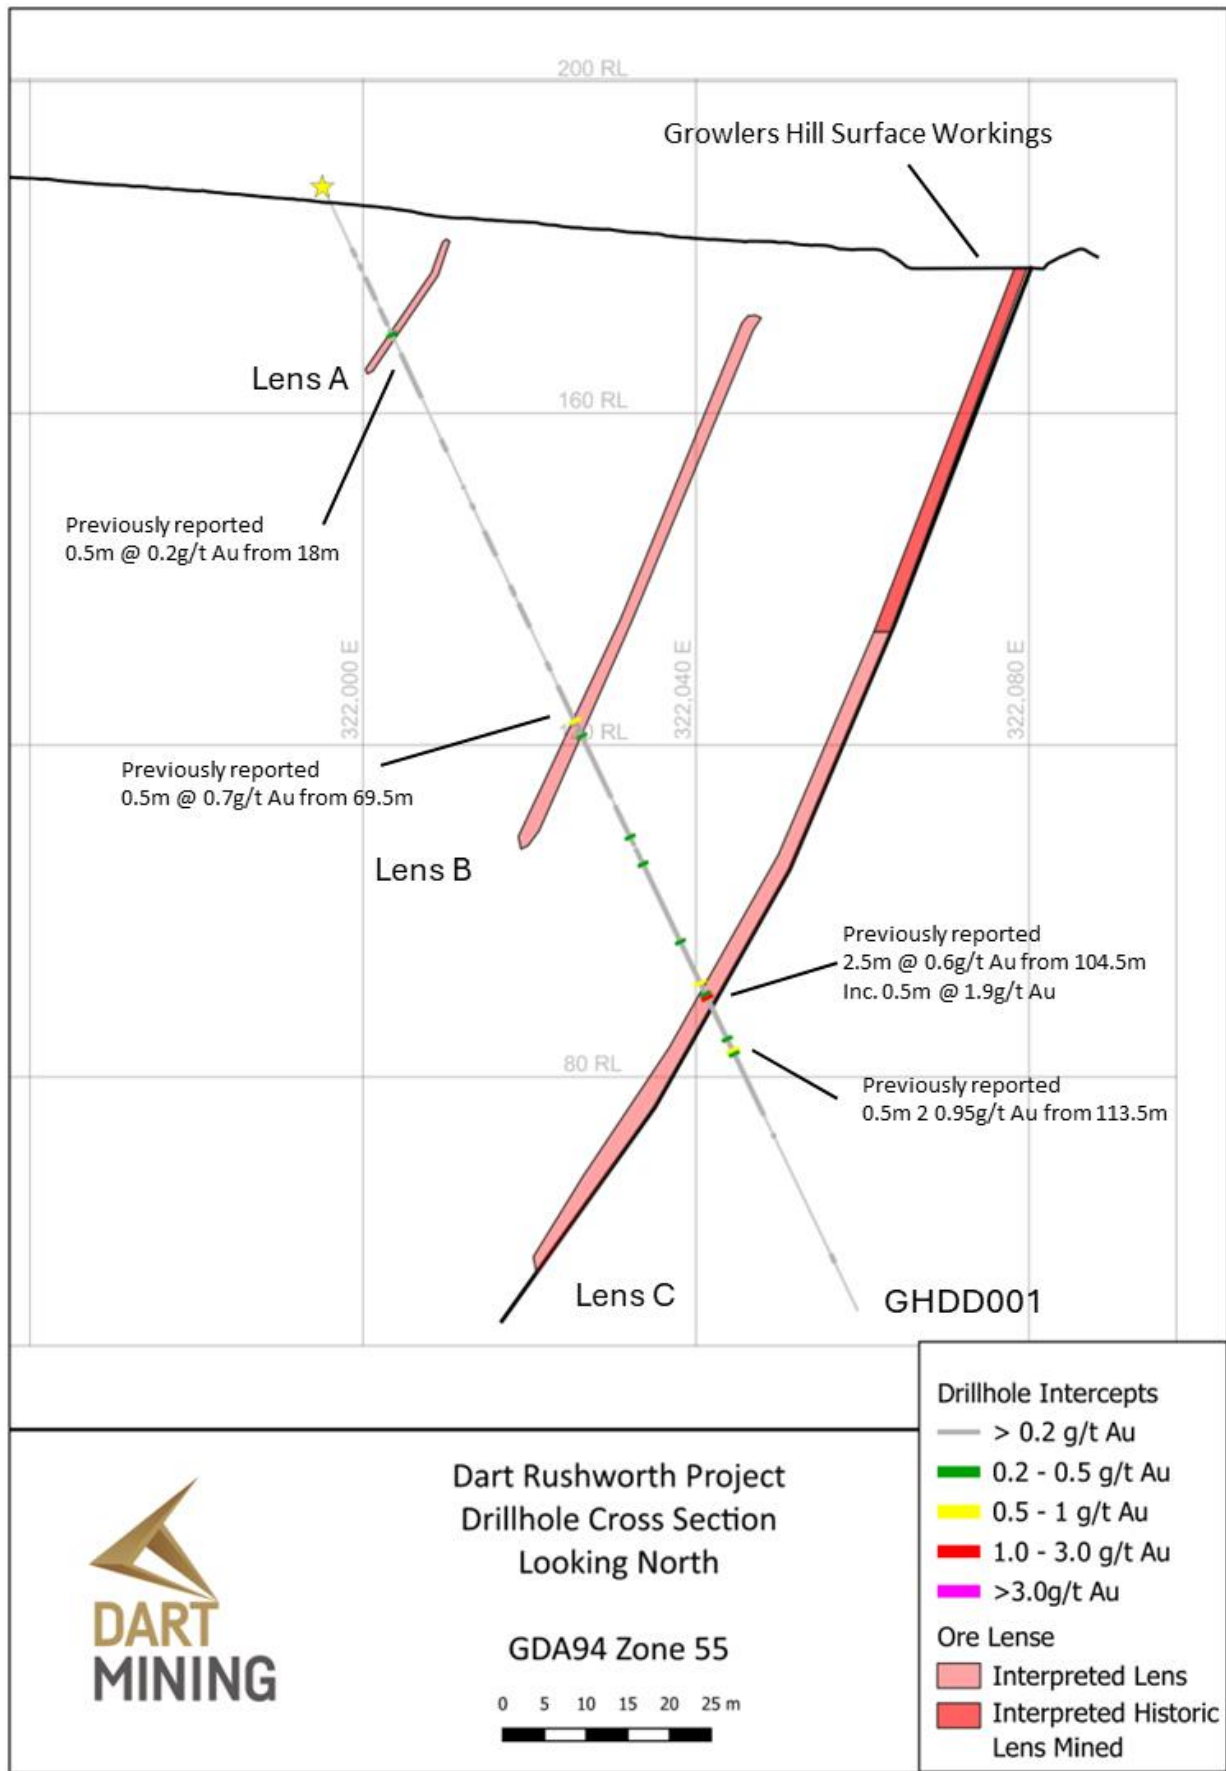 200 RL
Growlers Hill Surface Workings
Lens A
160 RL
Previously reported
0.5m @ 0.2g/t Au from 18m
322,000 E
322,040 E
322,080 E
RL
Previously reported
0.5m @ 0.7g/t Au from 69.5m
Lens B
Previously reported
2.5m @ 0.6g/t Au from 104.5m
Inc. 0.5m @ 1.9g/t Au
80 RL
Previously reported
0.5m 2 0.95g/t Au from 113.5m
Lens C
GHDD001
Drillhole Intercepts
> 0.2 g/t Au
0.2 - 0.5 g/t Au
0.5 - 1 g/t Au
1.0 - 3.0 g/t Au
>3.0g/t Au
Ore Lense
Interpreted Lens
Interpreted Historic
Lens Mined
Dart Rushworth Project
Drillhole Cross Section
Looking North
GDA94 Zone 55
0 5 10 15 20 25 m
DART
MINING